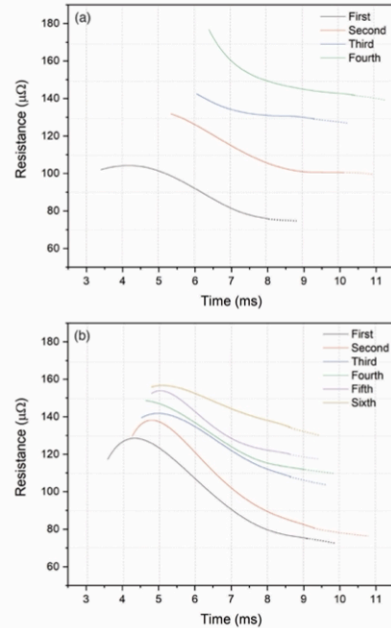 (a)
First
Second
Third
Fourth
180
160
140
120
100
80
60
Resistance (μΩ)
3 4 5 6 7 8 9 10 11
Time (ms)
(b)
First
Second
Third
Fourth
Fifth
Sixth
180
160
140
120
100
80
60
Resistance (μΩ)
3 4 5 6 7 8 9 10 11
Time (ms)